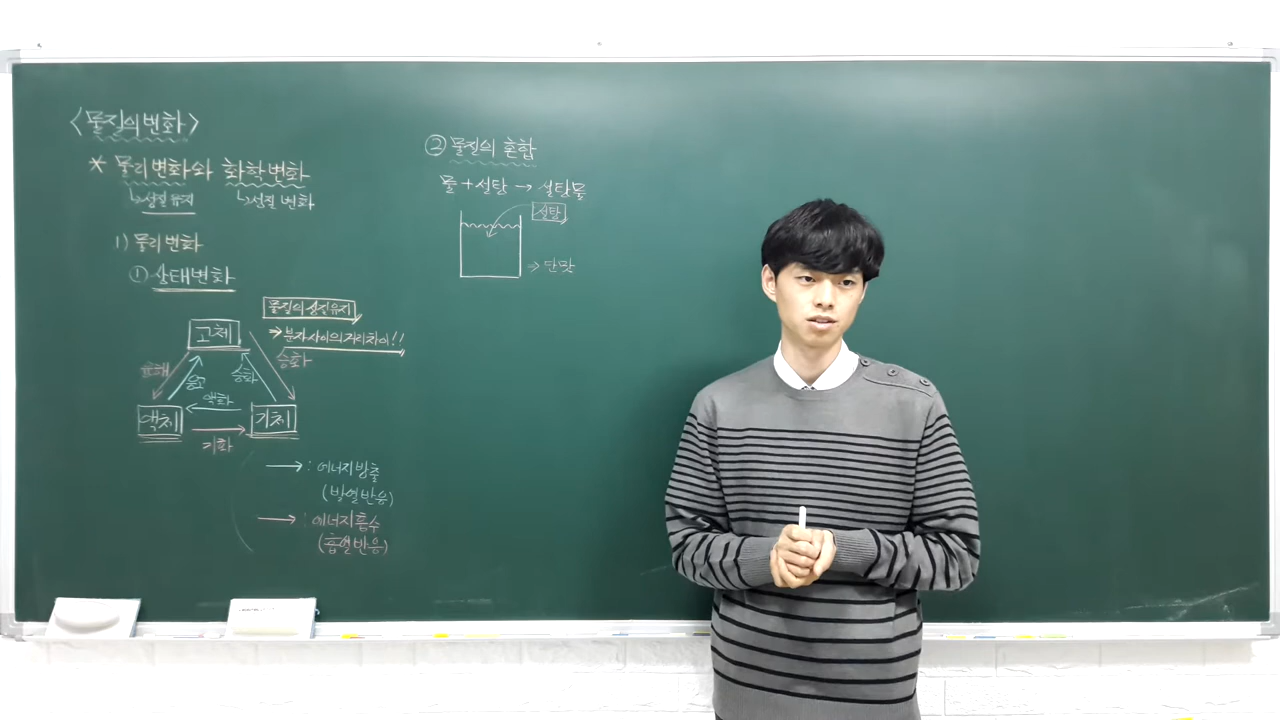 <물질의 변화>
* 물리변화와 화학변화
↳성질 유지 ↳성질 변화
1) 물리변화
① 상태변화
물질의 성질유지
고체
⇒ 분자사이의 거리차이!!
융해 응고 승화 승화
액화
액체 기체
기화
→ : 에너지방출
(발열반응)
→ : 에너지흡수
(흡열반응)
② 물질의 혼합
물 + 설탕 → 설탕물
설탕
⇒ 단맛